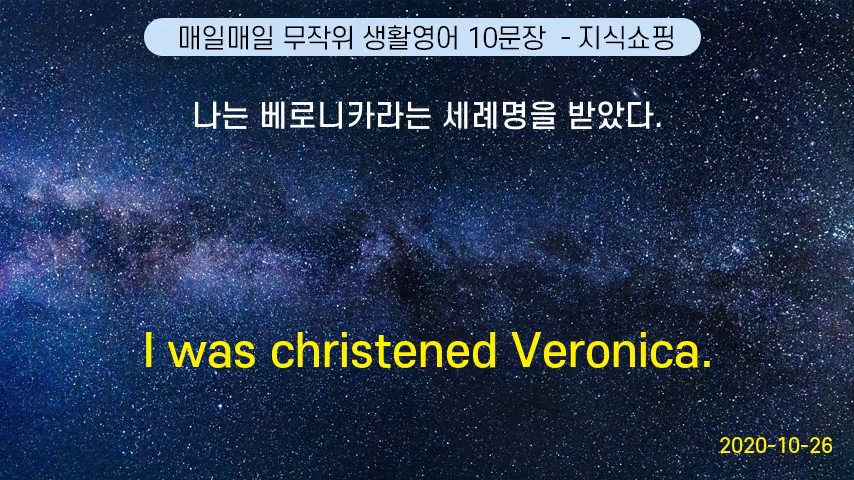 매일매일 무작위 생활영어 10문장 - 지식쇼핑
나는 베로니카라는 세례명을 받았다.
I was christened Veronica.
2020-10-26